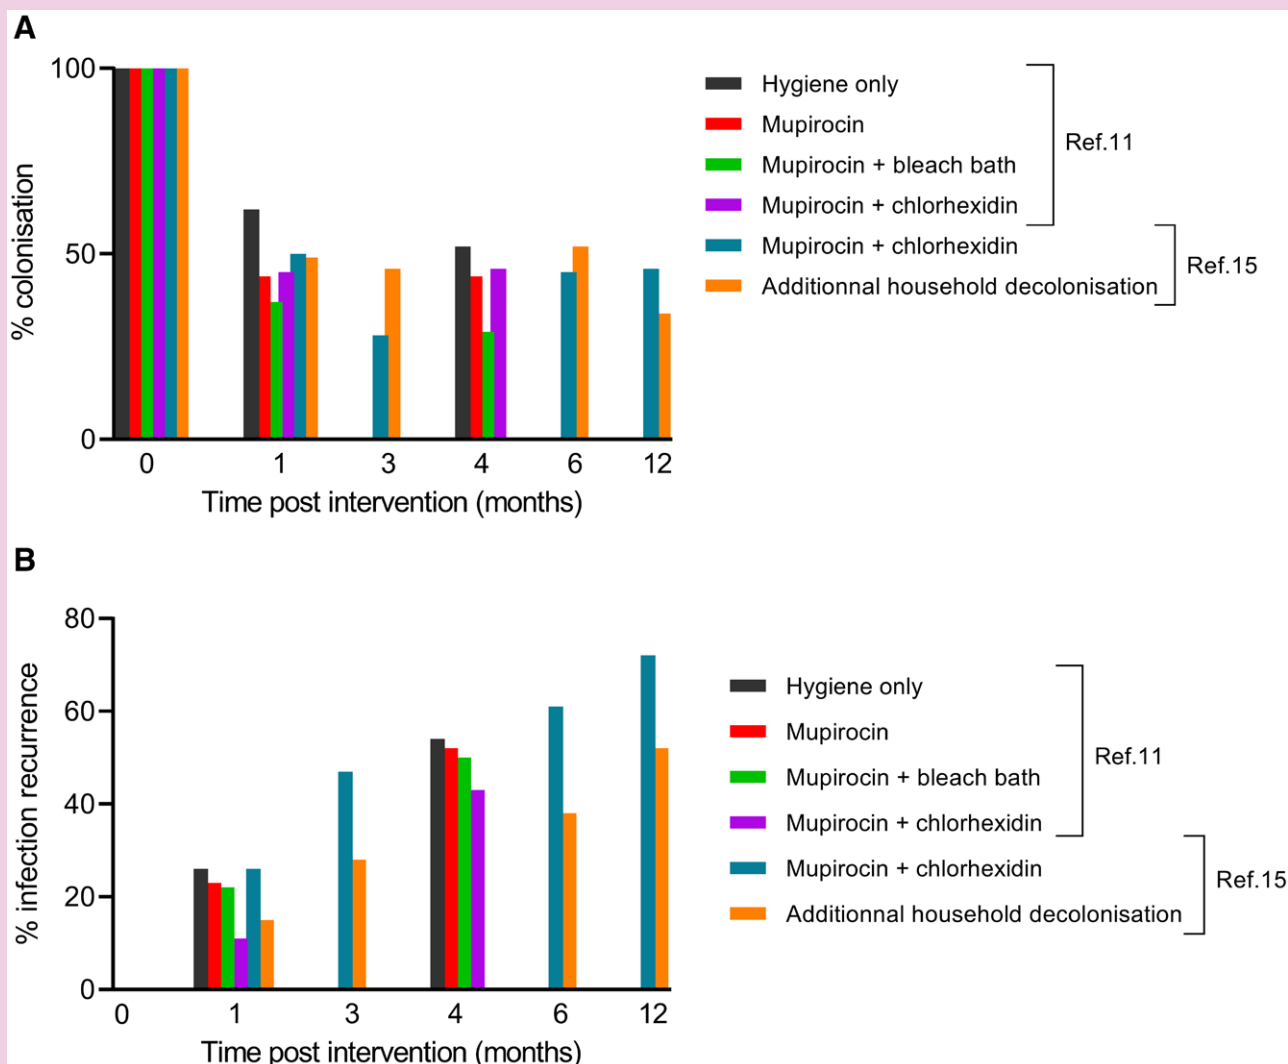 A
100
50
0
% colonisation
0 1 3 4 6 12
Time post intervention (months)
Hygiene only
Mupirocin
Mupirocin + bleach bath
Mupirocin + chlorhexidin
Ref.11
Mupirocin + chlorhexidin
Additionnal household decolonisation
Ref.15
B
80
60
40
20
0
% infection recurrence
0 1 3 4 6 12
Time post intervention (months)
Hygiene only
Mupirocin
Mupirocin + bleach bath
Mupirocin + chlorhexidin
Ref.11
Mupirocin + chlorhexidin
Additionnal household decolonisation
Ref.15